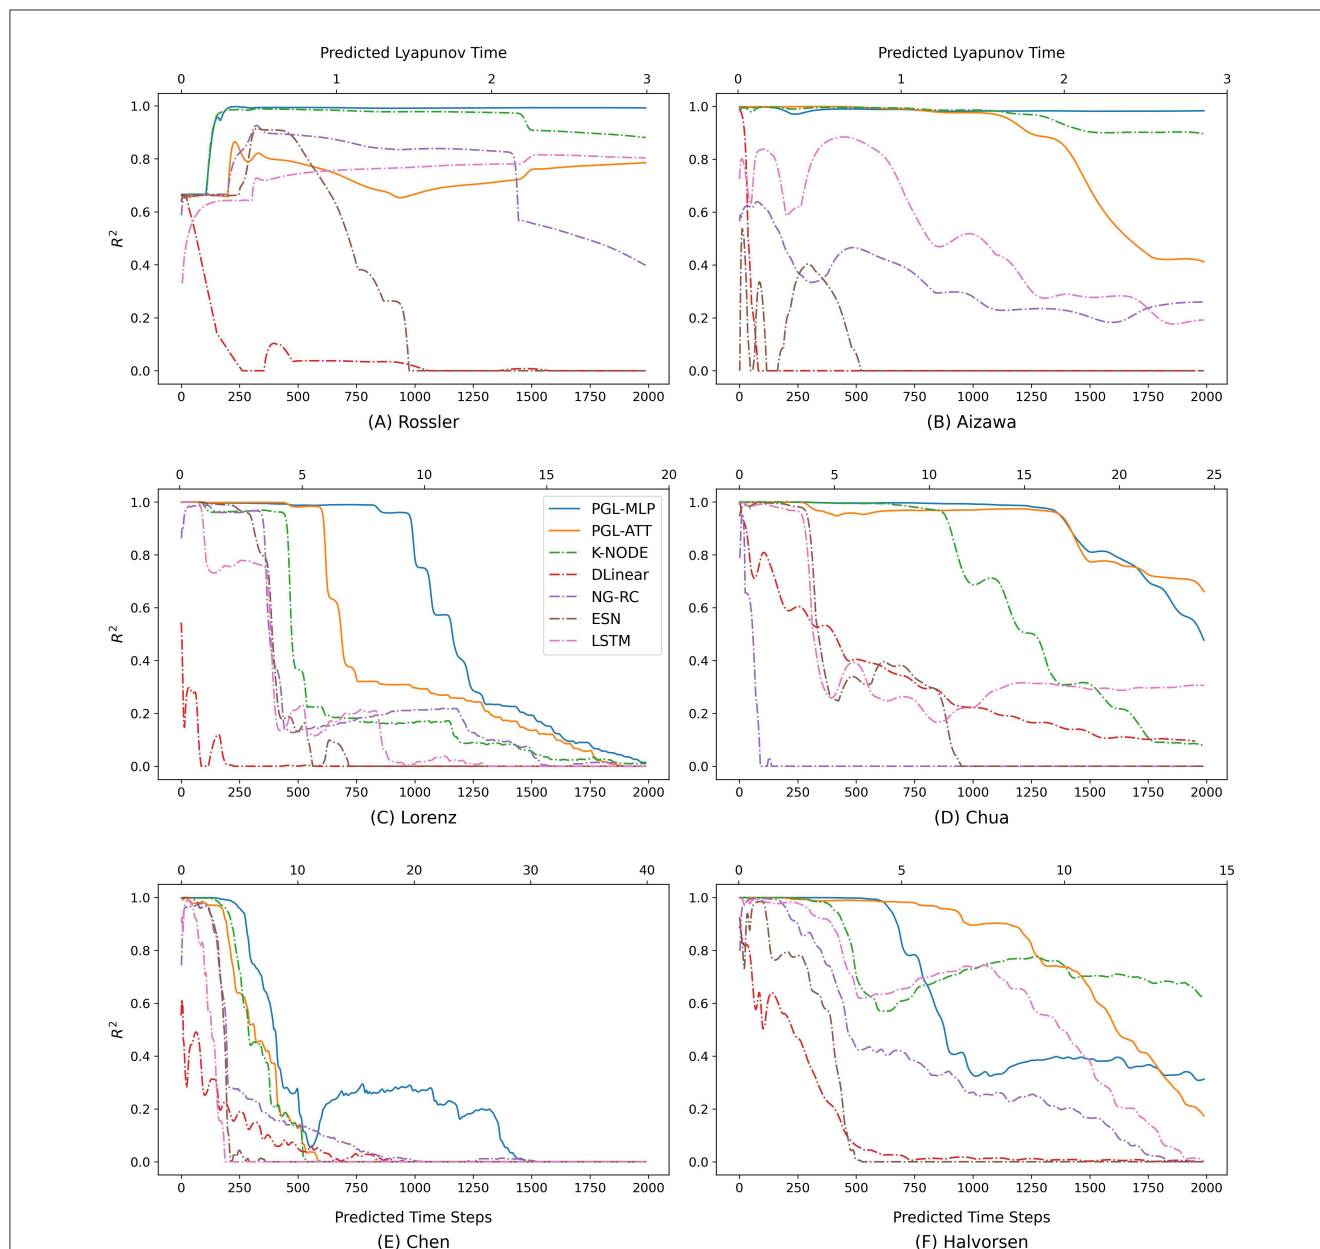 Predicted Lyapunov Time
Predicted Lyapunov Time
0 1 2 3
0 1 2 3
1.0
0.8
0.6
0.4
0.2
0.0
R²
1.0
0.8
0.6
0.4
0.2
0.0
0 250 500 750 1000 1250 1500 1750 2000
0 250 500 750 1000 1250 1500 1750 2000
(A) Rossler
(B) Aizawa
0 5 10 15 20
0 5 10 15 20 25
1.0
0.8
0.6
0.4
0.2
0.0
R²
PGL-MLP
PGL-ATT
K-NODE
DLinear
NG-RC
ESN
LSTM
1.0
0.8
0.6
0.4
0.2
0.0
0 250 500 750 1000 1250 1500 1750 2000
0 250 500 750 1000 1250 1500 1750 2000
(C) Lorenz
(D) Chua
0 10 20 30 40
0 5 10 15
1.0
0.8
0.6
0.4
0.2
0.0
R²
1.0
0.8
0.6
0.4
0.2
0.0
0 250 500 750 1000 1250 1500 1750 2000
0 250 500 750 1000 1250 1500 1750 2000
Predicted Time Steps
Predicted Time Steps
(E) Chen
(F) Halvorsen